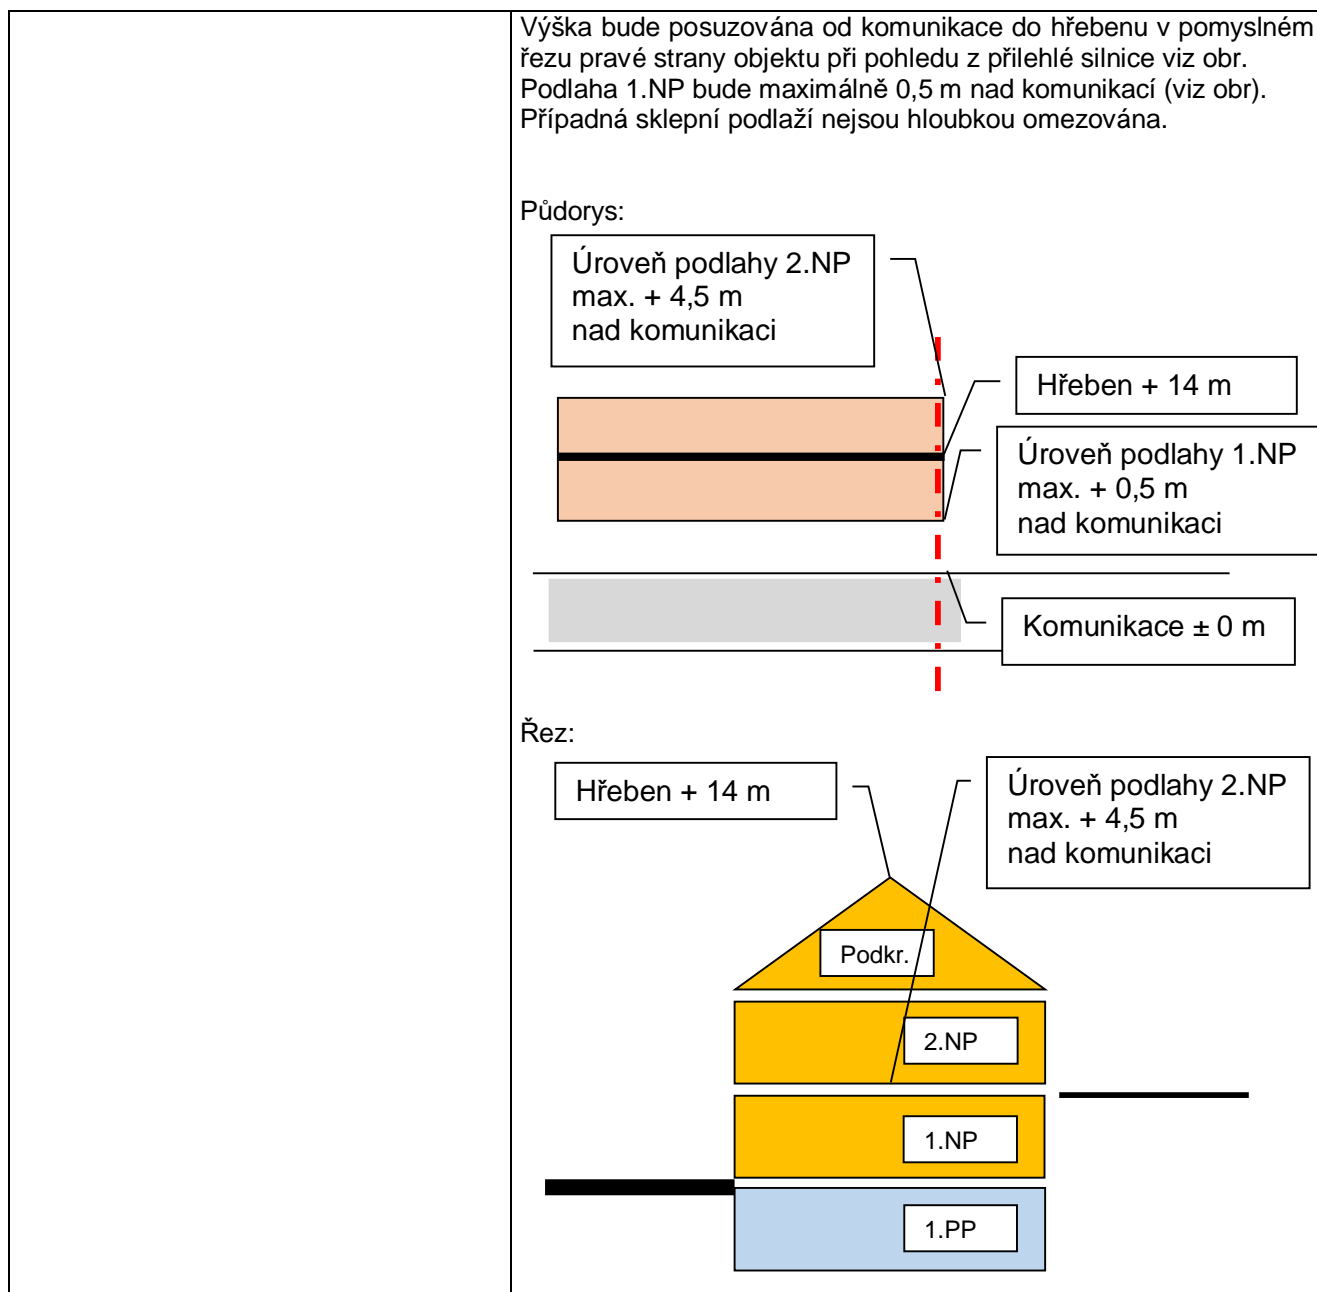 Výška bude posuzována od komunikace do hřebenu v pomyslném
řezu pravé strany objektu při pohledu z přilehlé silnice viz obr.
Podlaha 1.NP bude maximálně 0,5 m nad komunikací (viz obr).
Případná sklepní podlaží nejsou hloubkou omezována.
Půdorys:
Úroveň podlahy 2.NP
max. + 4,5 m
nad komunikaci
Hřeben + 14 m
Úroveň podlahy 1.NP
max. + 0,5 m
nad komunikaci
Komunikace ± 0 m
Řez:
Hřeben + 14 m
Úroveň podlahy 2.NP
max. + 4,5 m
nad komunikaci
Podkr.
2.NP
1.NP
1.PP